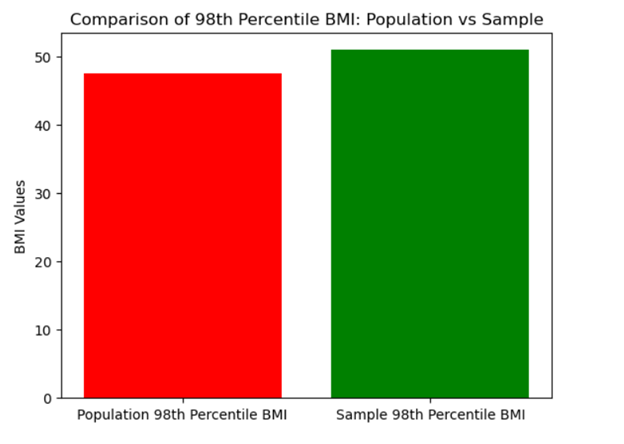 Comparison of 98th Percentile BMI: Population vs Sample
BMI Values
50
40
30
20
10
0
Population 98th Percentile BMI
Sample 98th Percentile BMI